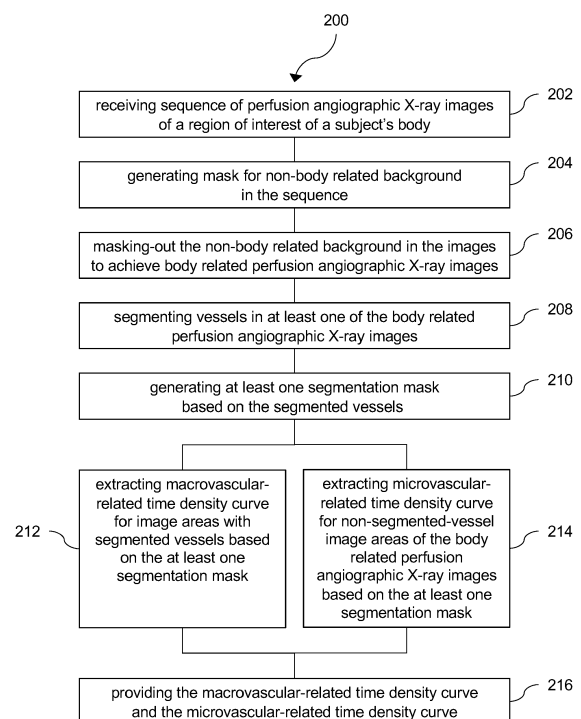 200
receiving sequence of perfusion angiographic X-ray images
of a region of interest of a subject's body
202
generating mask for non-body related background
in the sequence
204
masking-out the non-body related background in the images
to achieve body related perfusion angiographic X-ray images
206
segmenting vessels in at least one of the body related
perfusion angiographic X-ray images
208
generating at least one segmentation mask
based on the segmented vessels
210
212
extracting macrovascular-
related time density curve
for image areas with
segmented vessels based
on the at least one
segmentation mask
extracting microvascular-
related time density curve
for non-segmented-vessel
image areas of the body
related perfusion
angiographic X-ray images
based on the at least one
segmentation mask
214
providing the macrovascular-related time density curve
and the microvascular-related time density curve
216